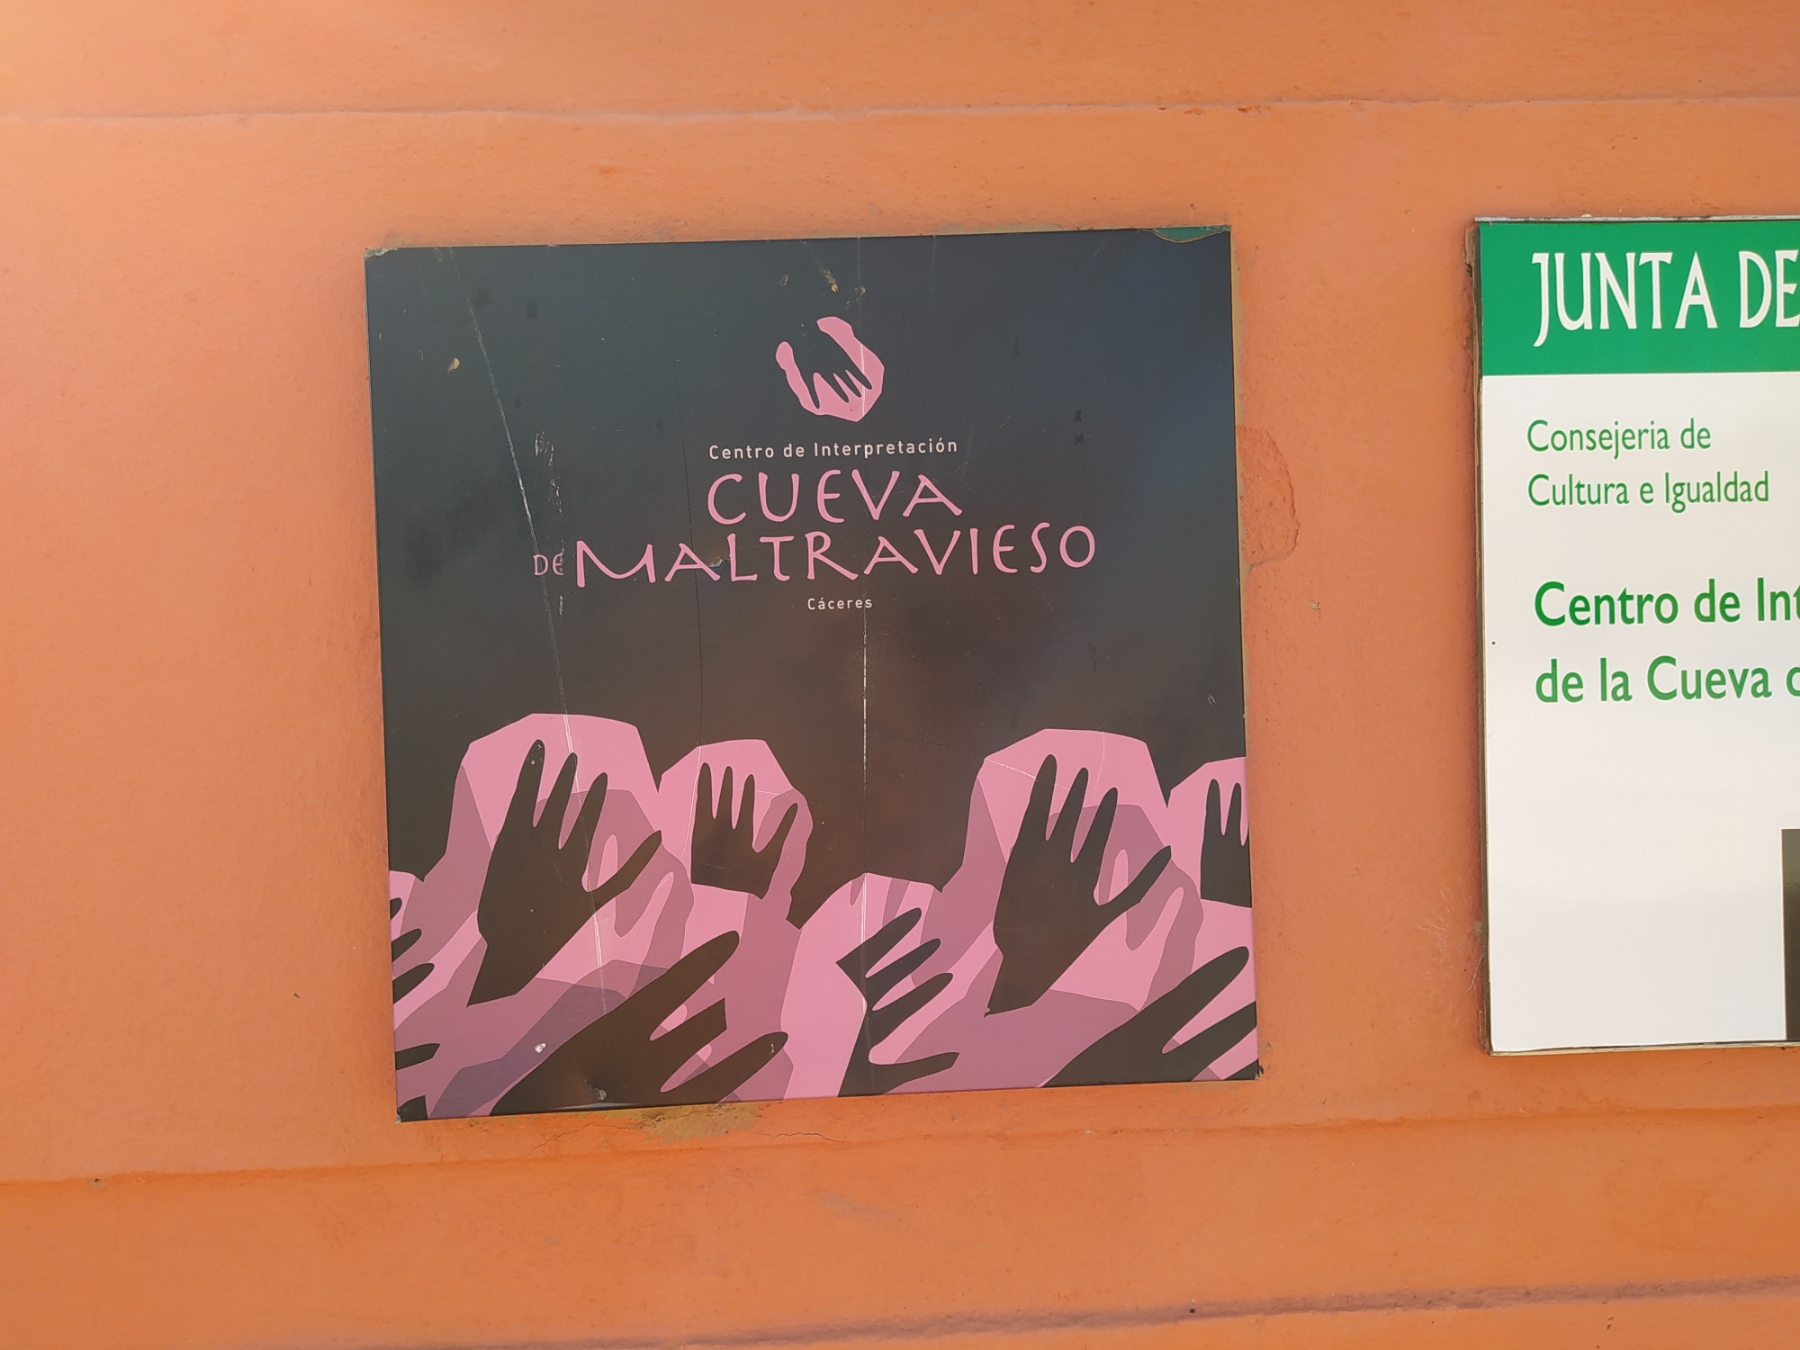 Centro de Interpretación
CUEVA
DE MALTRAVIESO
Cáceres
JUNTA DE
Consejeria de
Cultura e Igualdad
Centro de Int
de la Cueva